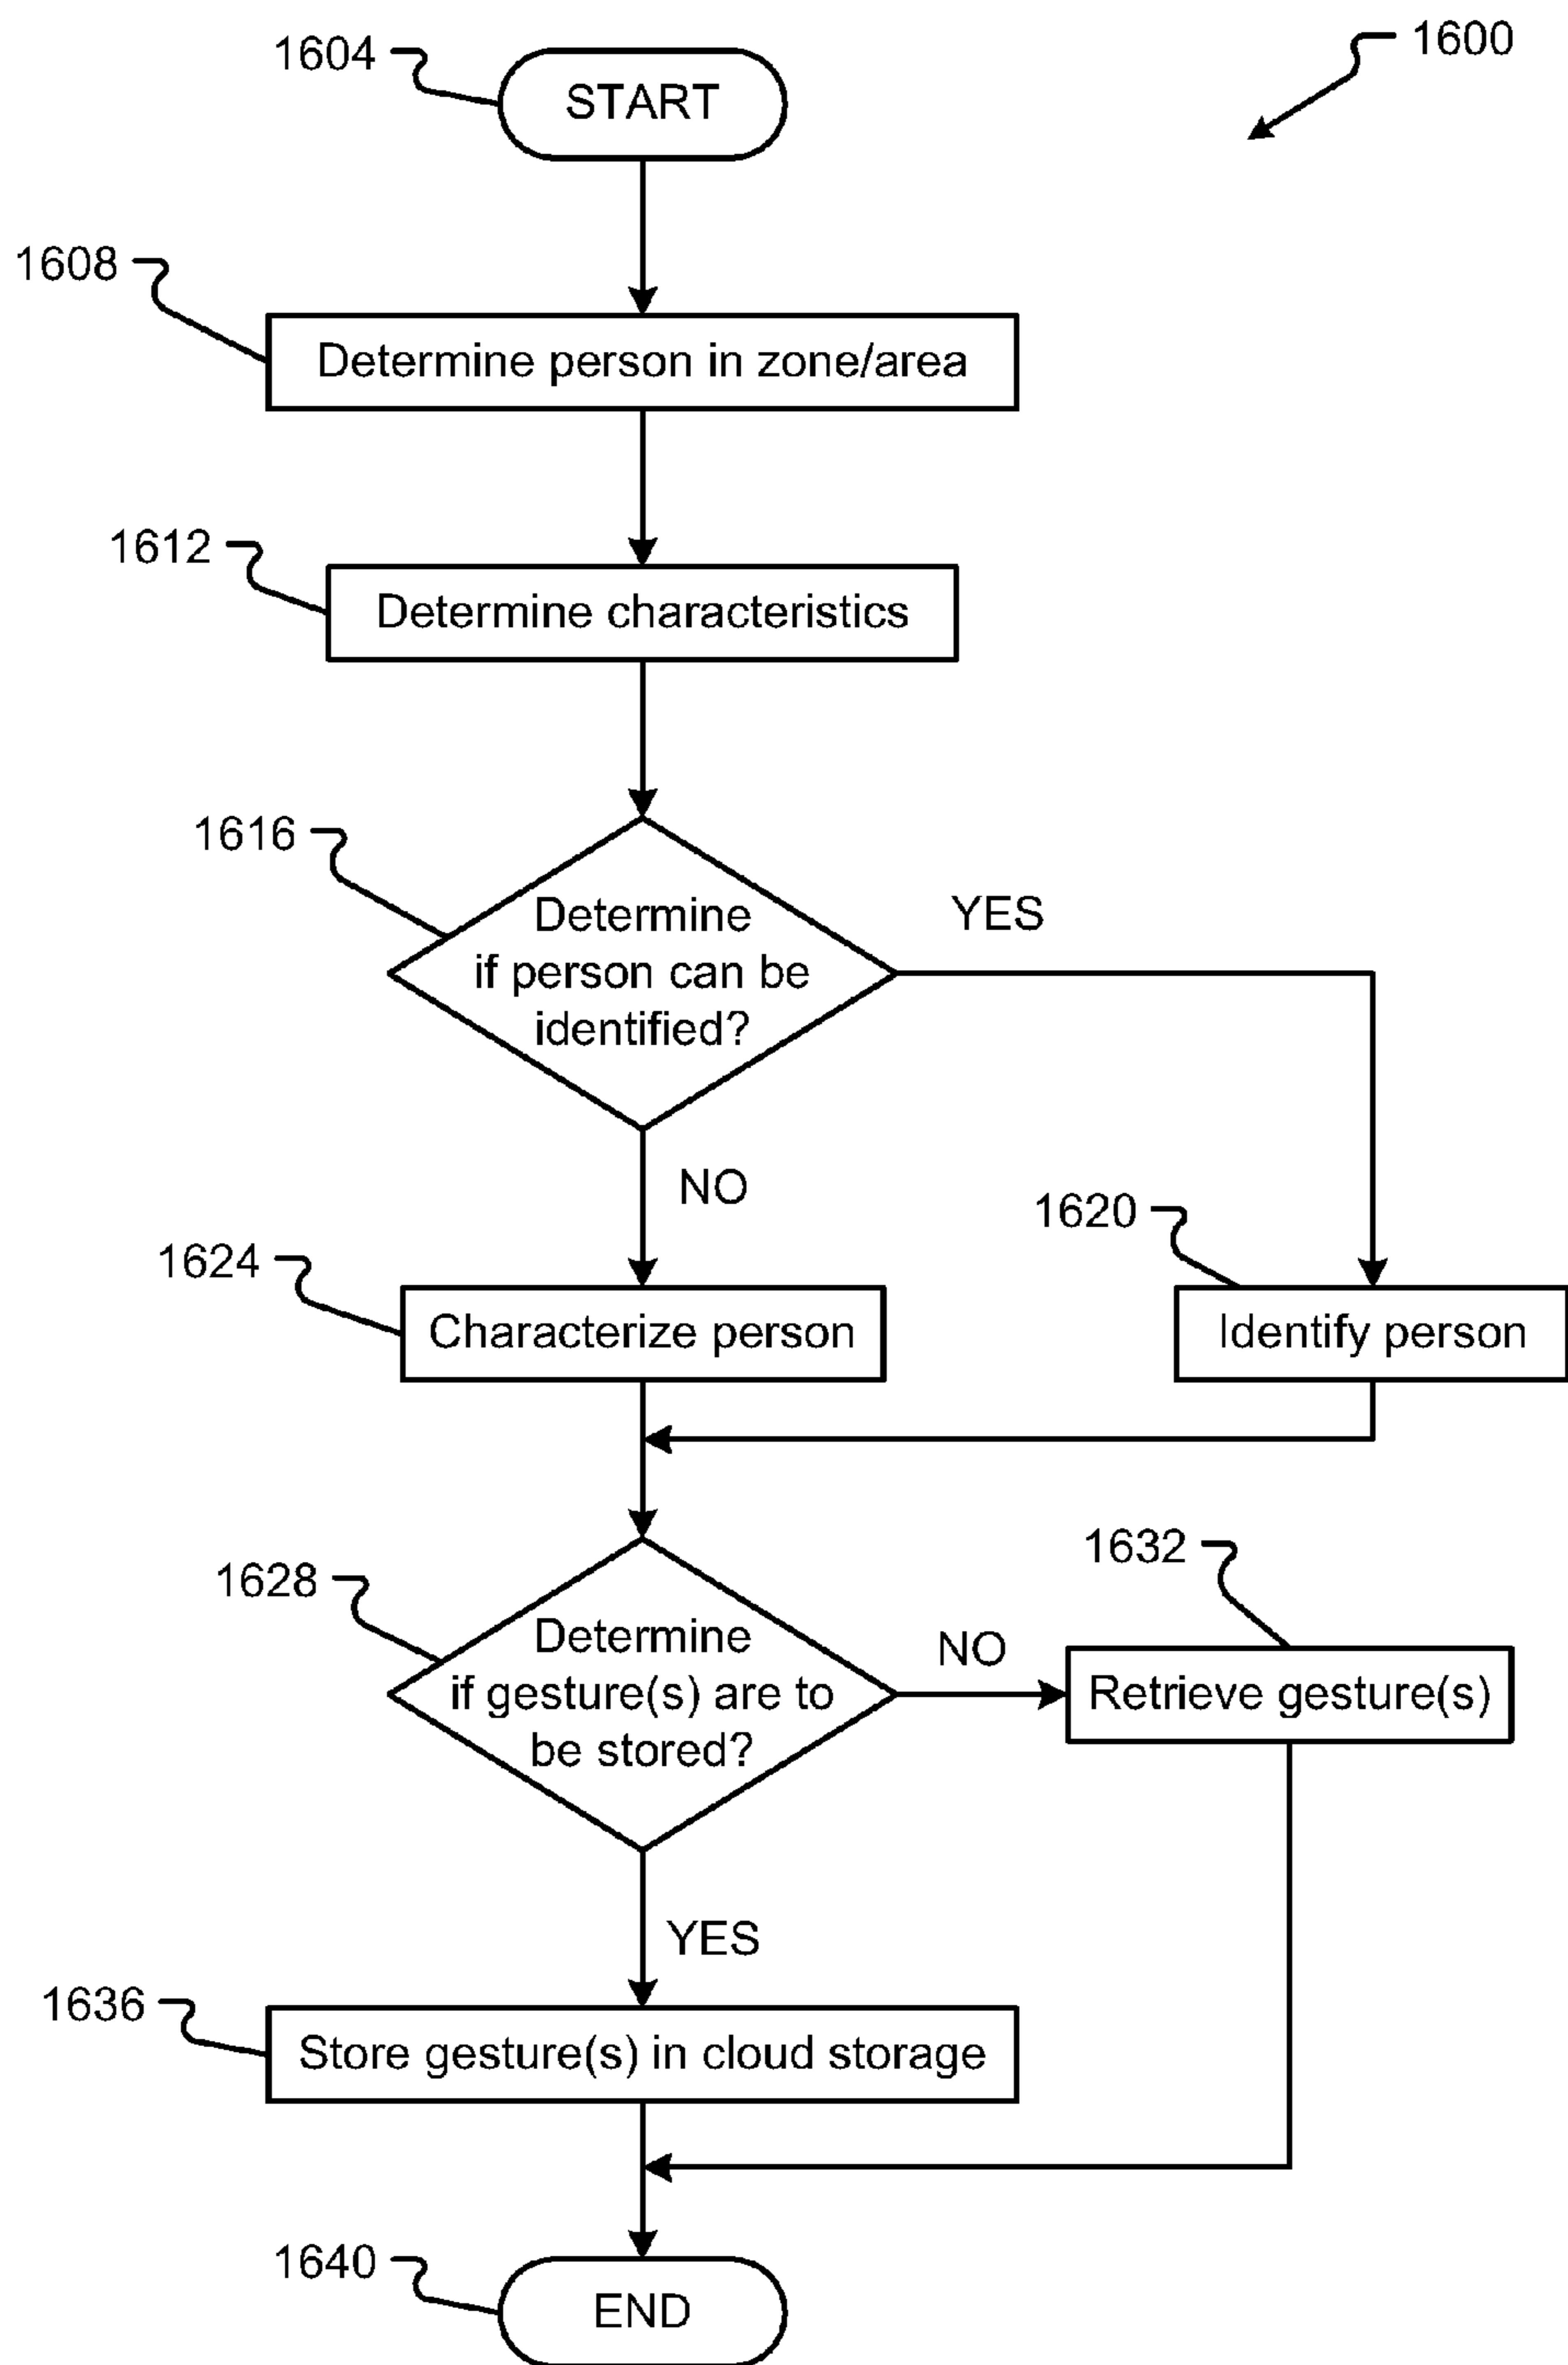 1600
1604
START
1608
Determine person in zone/area
1612
Determine characteristics
1616
Determine
if person can be
identified?
YES
NO
1620
1624
Characterize person
Identify person
1628
1632
Determine
if gesture(s) are to
be stored?
NO
Retrieve gesture(s)
YES
1636
Store gesture(s) in cloud storage
1640
END